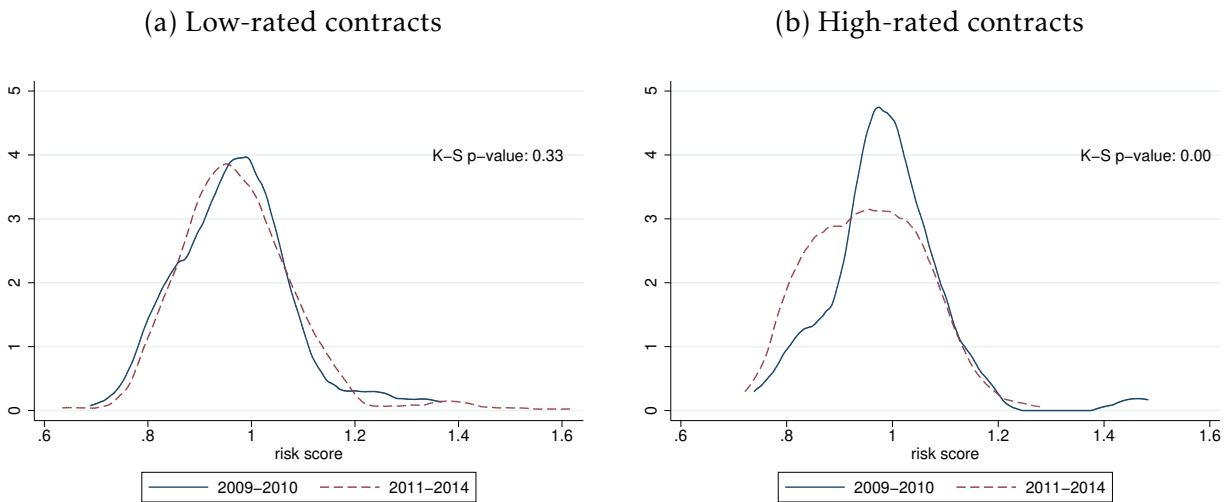 (a) Low-rated contracts
5
4
3
2
1
0
K-S p-value: 0.33
.6 .8 1 1.2 1.4 1.6
risk score
2009-2010 2011-2014
(b) High-rated contracts
5
4
3
2
1
0
K-S p-value: 0.00
.6 .8 1 1.2 1.4 1.6
risk score
2009-2010 2011-2014